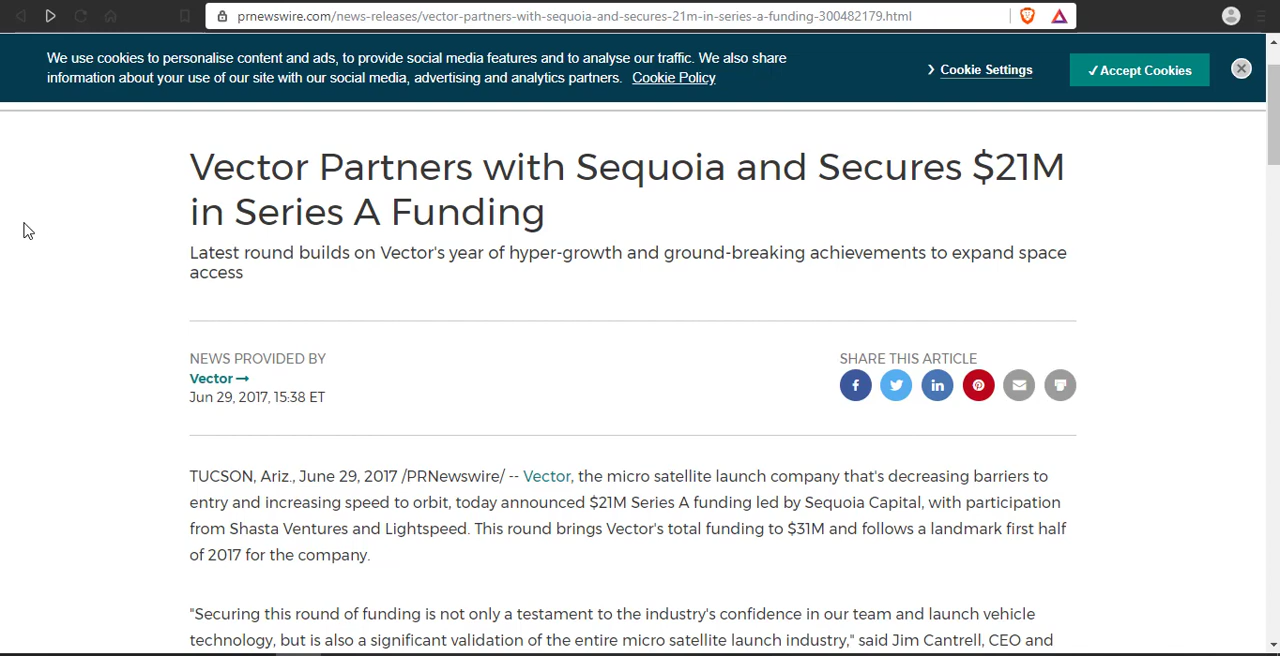 prnewswire.com/news-releases/vector-partners-with-sequoia-and-secures-21m-in-series-a-funding-300482179.html
We use cookies to personalise content and ads, to provide social media features and to analyse our traffic. We also share
information about your use of our site with our social media, advertising and analytics partners. Cookie Policy
❯ Cookie Settings
✓Accept Cookies
Vector Partners with Sequoia and Secures $21M
in Series A Funding
Latest round builds on Vector's year of hyper-growth and ground-breaking achievements to expand space
access
NEWS PROVIDED BY
Vector→
Jun 29, 2017, 15:38 ET
SHARE THIS ARTICLE
TUCSON, Ariz., June 29, 2017 /PRNewswire/ -- Vector, the micro satellite launch company that's decreasing barriers to
entry and increasing speed to orbit, today announced $21M Series A funding led by Sequoia Capital, with participation
from Shasta Ventures and Lightspeed. This round brings Vector's total funding to $31M and follows a landmark first half
of 2017 for the company.
"Securing this round of funding is not only a testament to the industry's confidence in our team and launch vehicle
technology, but is also a significant validation of the entire micro satellite launch industry," said Jim Cantrell, CEO and